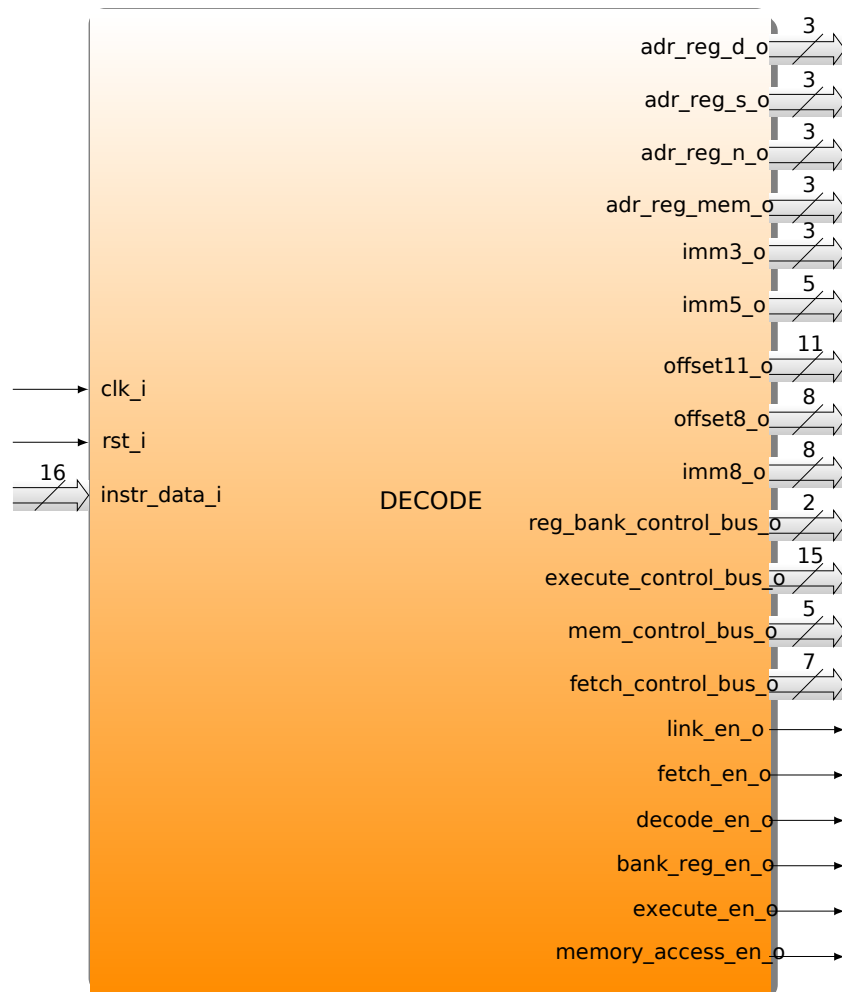 3
adr_reg_d_o
3
adr_reg_s_o
3
adr_reg_n_o
3
adr_reg_mem_o
3
imm3_o
5
imm5_o
11
offset11_o
8
offset8_o
8
imm8_o
2
reg_bank_control_bus_o
15
execute_control_bus_o
5
mem_control_bus_o
7
fetch_control_bus_o
link_en_o
fetch_en_o
decode_en_o
bank_reg_en_o
execute_en_o
memory_access_en_o
clk_i
rst_i
16
instr_data_i
DECODE